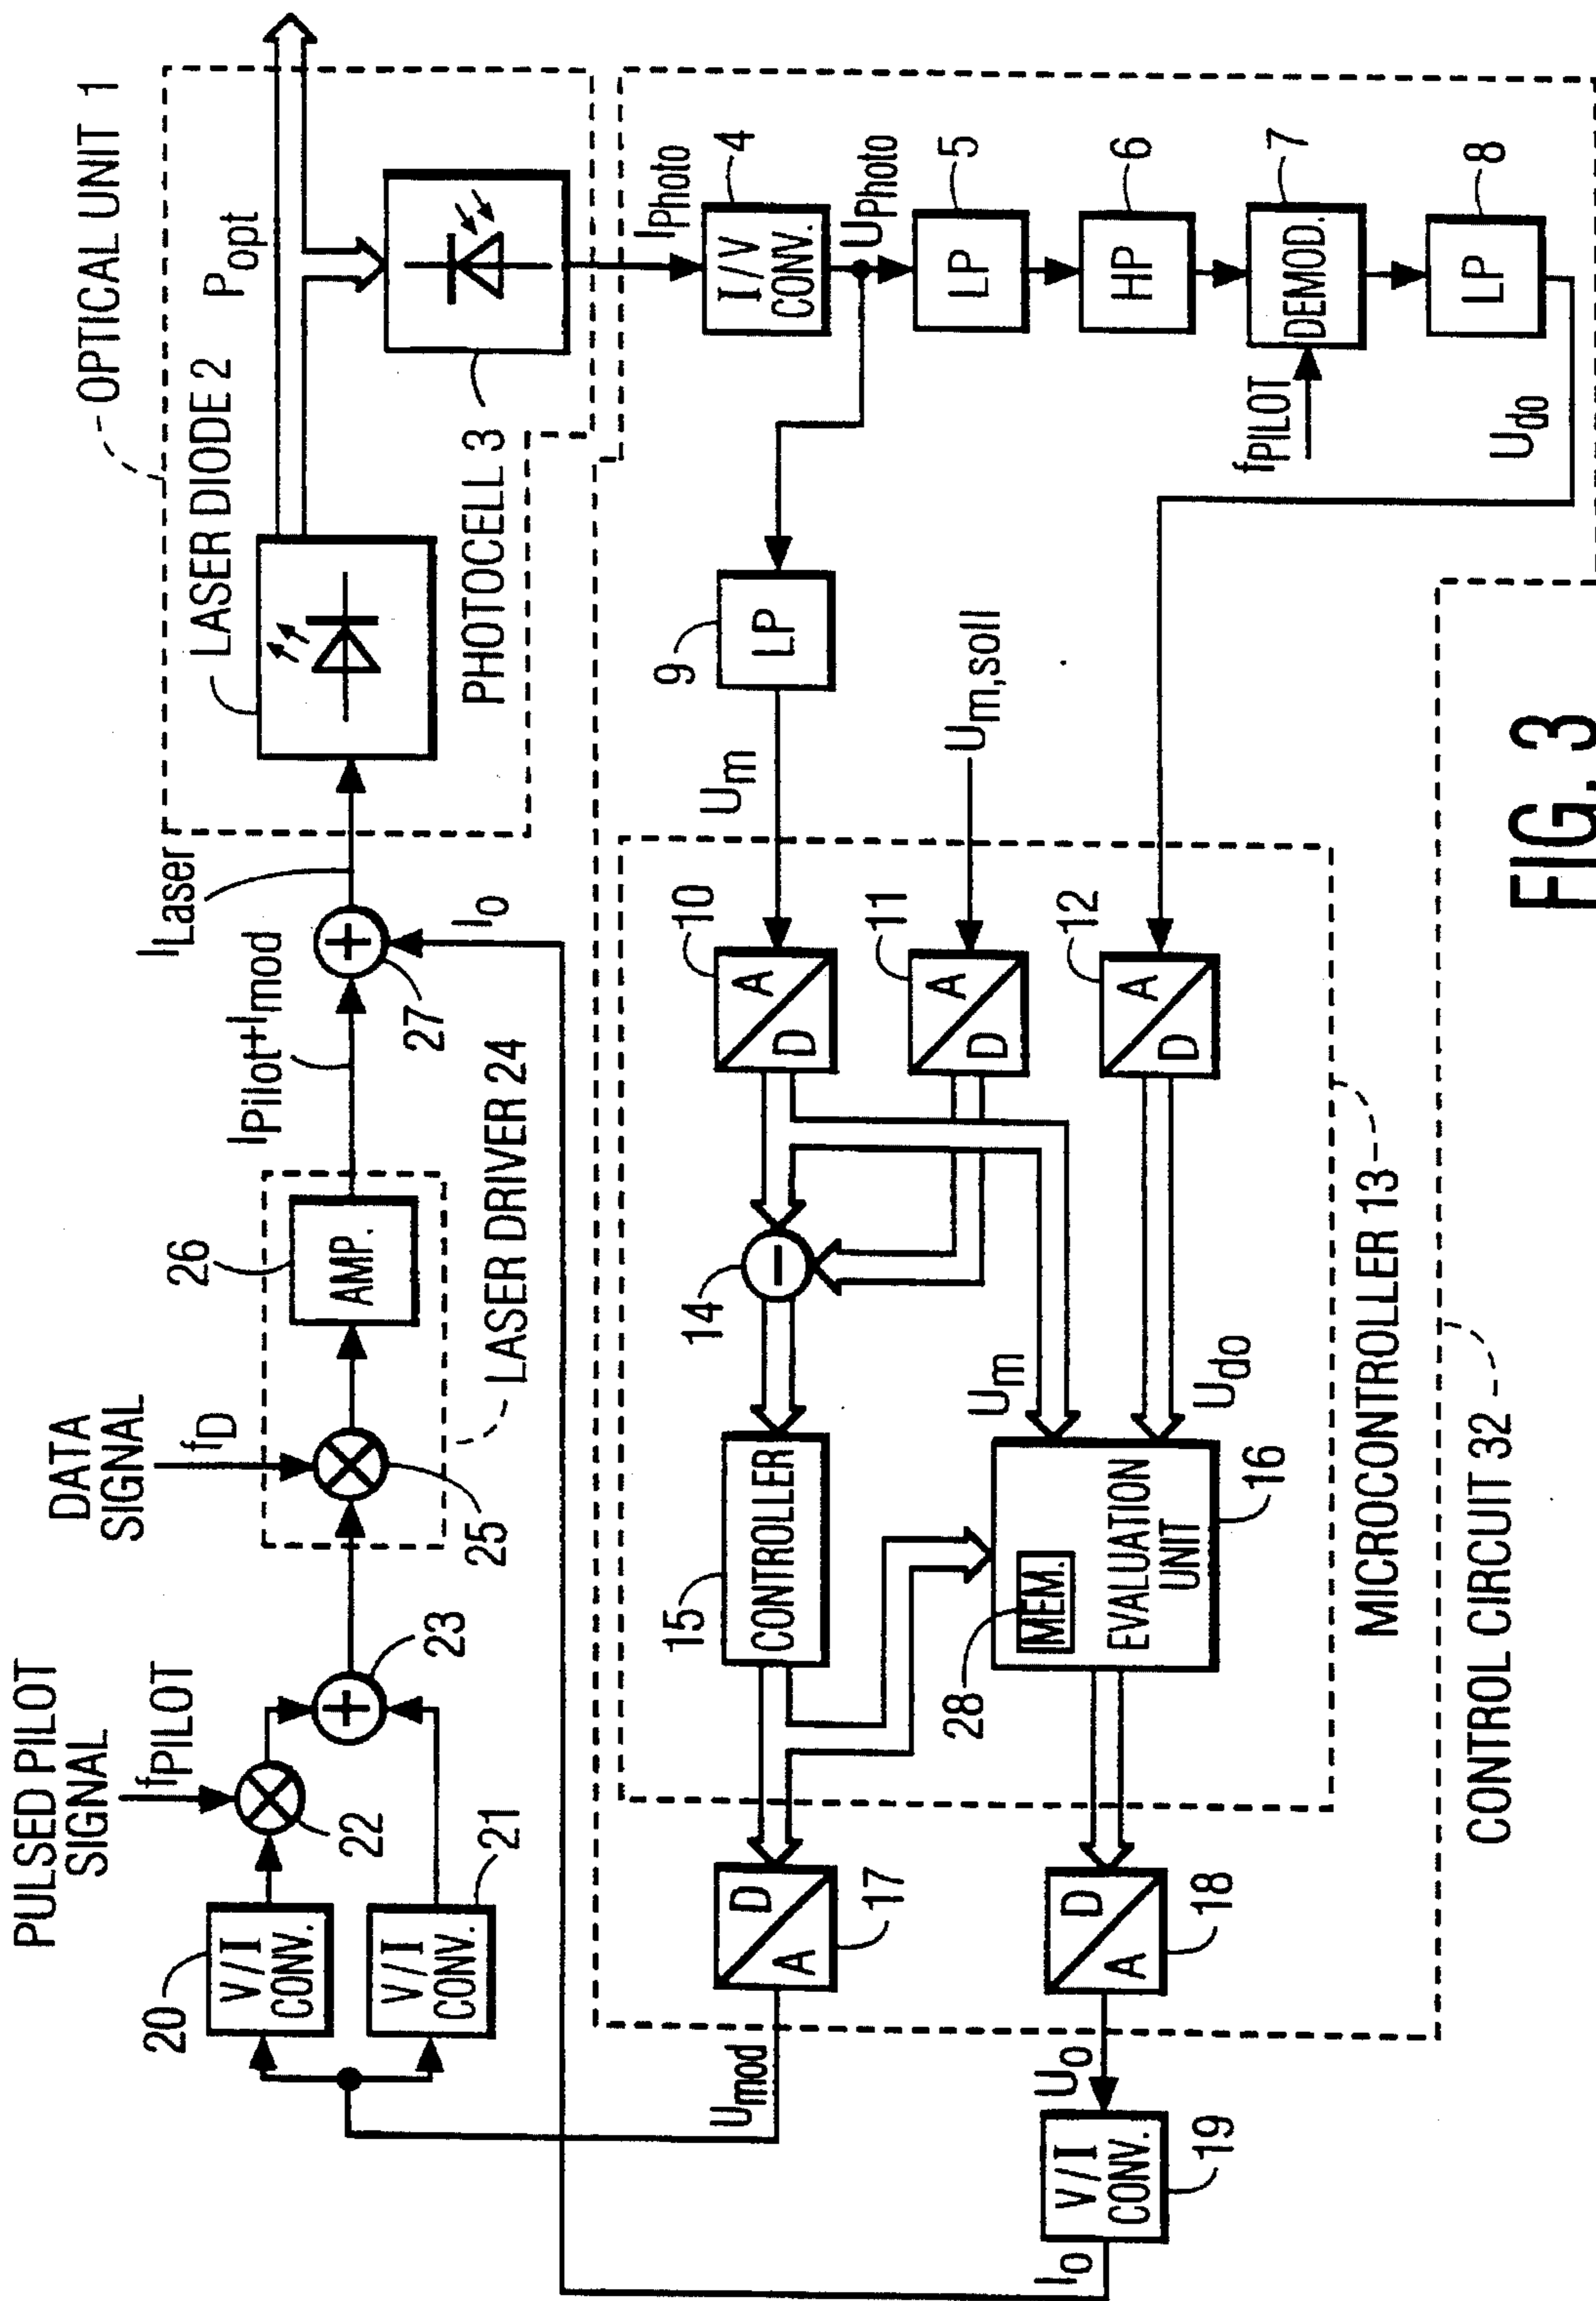 PULSED PILOT
SIGNAL
fPILOT
DATA
SIGNAL
fD
OPTICAL UNIT 1
20
V/I
CONV.
22
23
25
26
AMP.
LASER DRIVER 24
IPilot+Imod
ILaser
27
Io
LASER DIODE 2
Popt
PHOTOCELL 3
V/I
CONV.
21
Umod
IPhoto
I/V
CONV.
4
UPhoto
LP
5
HP
6
fPILOT
DEMOD.
7
LP
8
Udo
9
LP
Um
Um,soll
10
A
D
11
A
D
12
A
D
14
15
CONTROLLER
Um
Udo
28
MEM.
EVALUATION
UNIT
16
MICROCONTROLLER 13
D
A
17
D
A
18
Uo
V/I
CONV.
19
Io
CONTROL CIRCUIT 32
FIG. 3